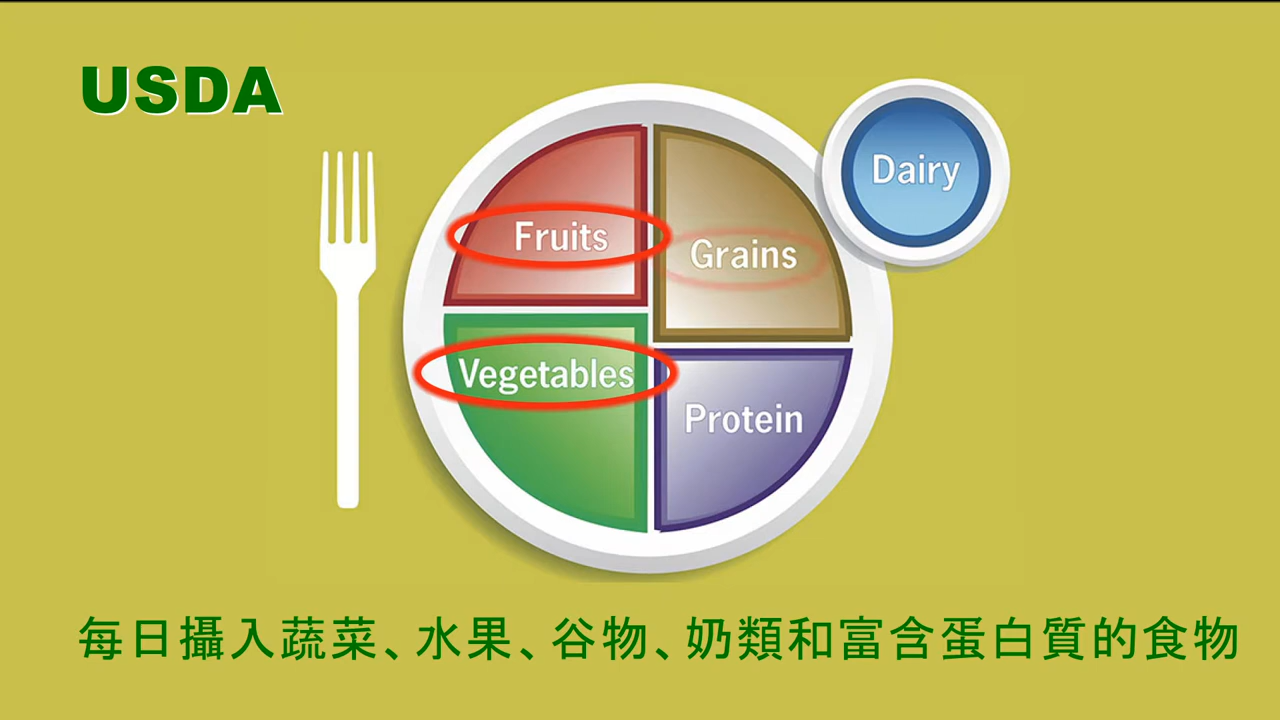 USDA
Dairy
Fruits
Grains
Vegetables
Protein
每日攝入蔬菜、水果、谷物、奶類和富含蛋白質的食物